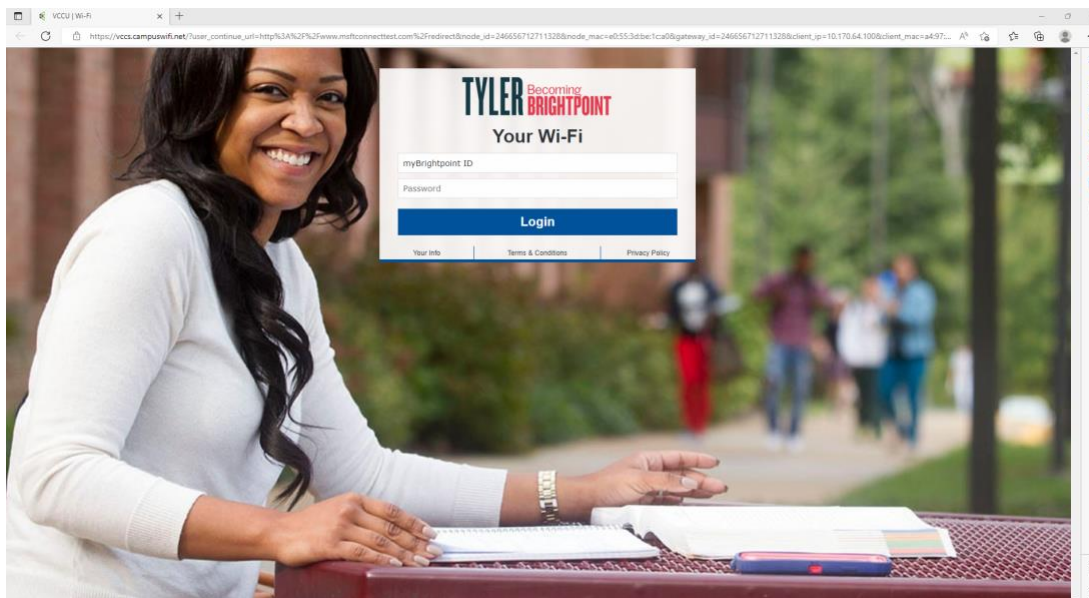 VCCU | Wi-Fi
https://vccs.campuswifi.net/?user_continue_url=http%3A%2F%2Fwww.msftconnecttest.com%2Fredirect&node_id=246656712711328&node_mac=e0:55:3d:be:1c:a0&gateway_id=246656712711328&client_ip=10.170.64.100&client_mac=a4:97:...
TYLER Becoming
BRIGHTPOINT
Your Wi-Fi
myBrightpoint ID
Password
Login
Your Info Terms & Conditions Privacy Policy